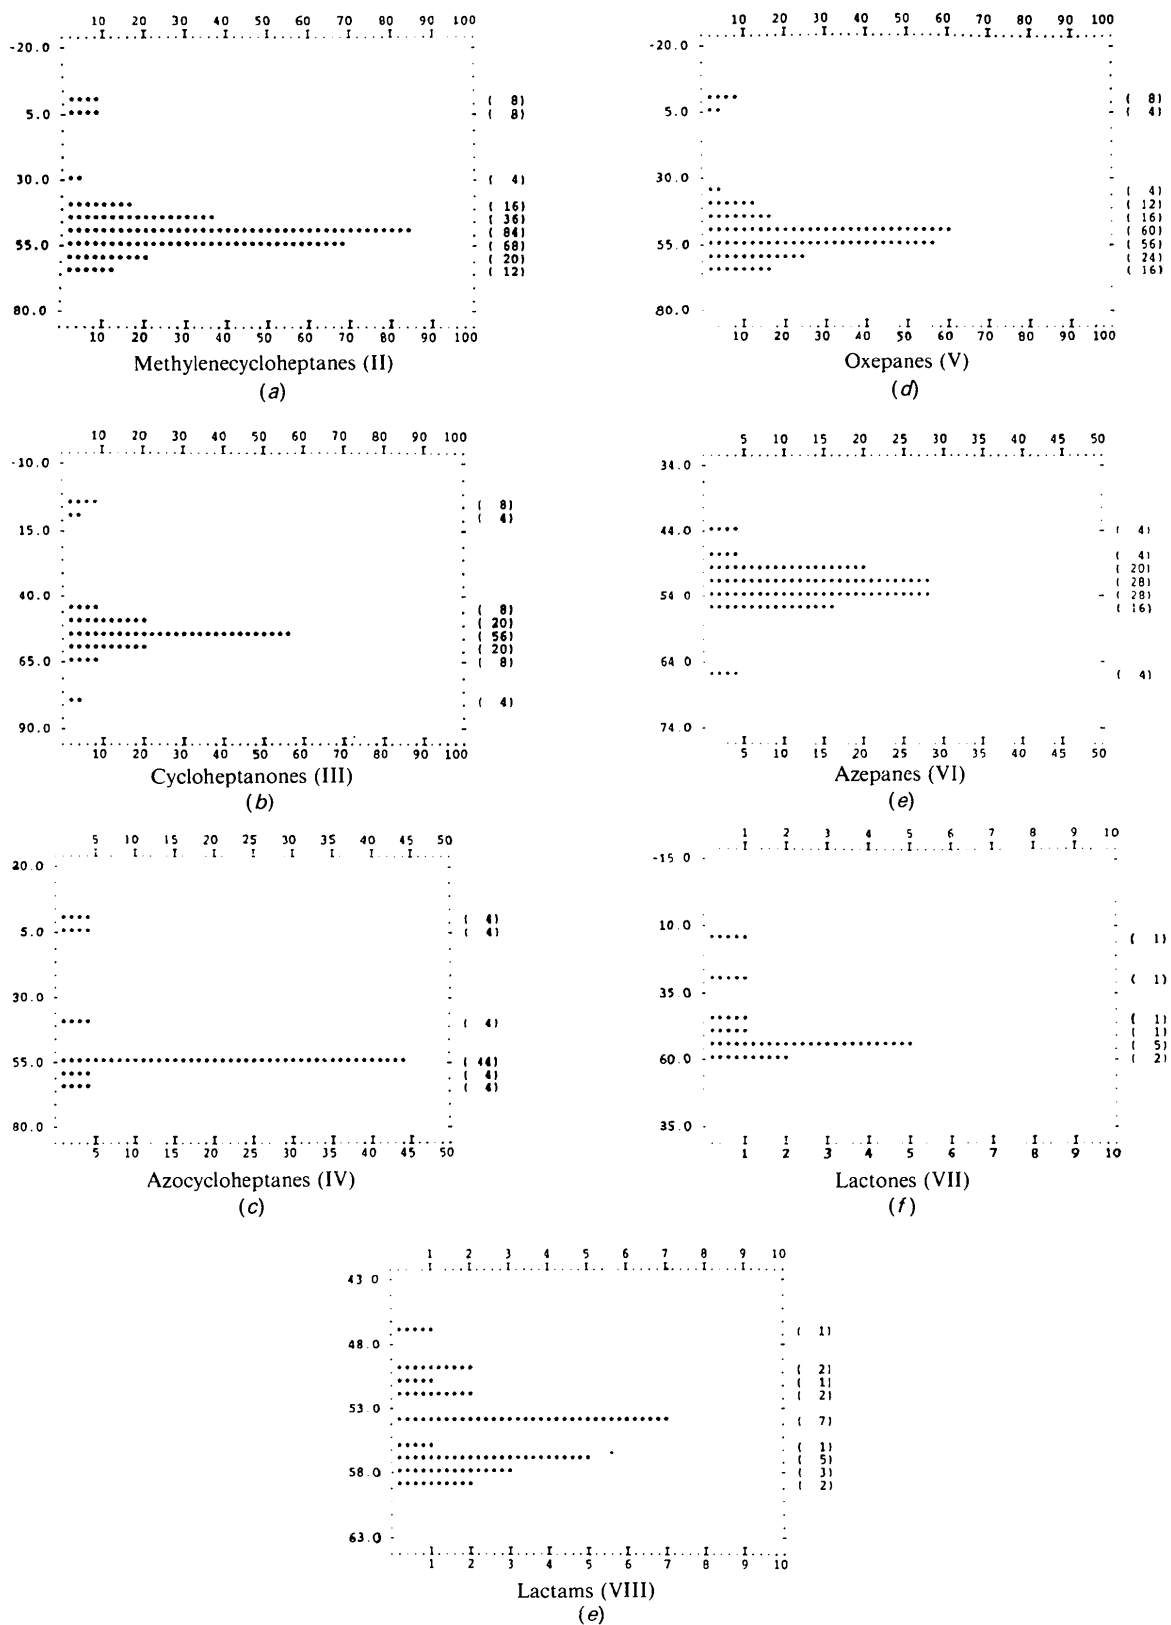 10 20 30 40 50 60 70 80 90 100
-20.0
( 8)
5.0 ( 8)
30.0 ( 4)
( 16)
( 36)
( 84)
55.0 ( 68)
( 20)
( 12)
80.0
10 20 30 40 50 60 70 80 90 100
Methylenecycloheptanes (II)
(a)
10 20 30 40 50 60 70 80 90 100
-20.0
( 8)
5.0 ( 4)
30.0
( 4)
( 12)
( 16)
( 60)
55.0 ( 56)
( 24)
( 16)
80.0
10 20 30 40 50 60 70 80 90 100
Oxepanes (V)
(d)
10 20 30 40 50 60 70 80 90 100
-10.0
( 8)
( 4)
15.0
40.0
( 8)
( 20)
( 56)
( 20)
65.0 ( 8)
( 4)
90.0
10 20 30 40 50 60 70 80 90 100
Cycloheptanones (III)
(b)
5 10 15 20 25 30 35 40 45 50
34.0
44.0 ( 4)
( 4)
( 20)
( 28)
54 0 ( 28)
( 16)
64 0
( 4)
74.0
5 10 15 20 25 30 35 40 45 50
Azepanes (VI)
(e)
5 10 15 20 25 30 35 40 45 50
20.0
( 4)
5.0 ( 4)
30.0
( 4)
55.0 ( 44)
( 4)
( 4)
80.0
5 10 15 20 25 30 35 40 45 50
Azocycloheptanes (IV)
(c)
1 2 3 4 5 6 7 8 9 10
-15 0
10.0
( 1)
( 1)
35.0
( 1)
( 1)
( 5)
60.0 ( 2)
35.0
1 2 3 4 5 6 7 8 9 10
Lactones (VII)
(f)
1 2 3 4 5 6 7 8 9 10
43 0
( 1)
48.0
( 2)
( 1)
( 2)
53.0
( 7)
( 1)
( 5)
58.0 ( 3)
( 2)
63.0
1 2 3 4 5 6 7 8 9 10
Lactams (VIII)
(e)